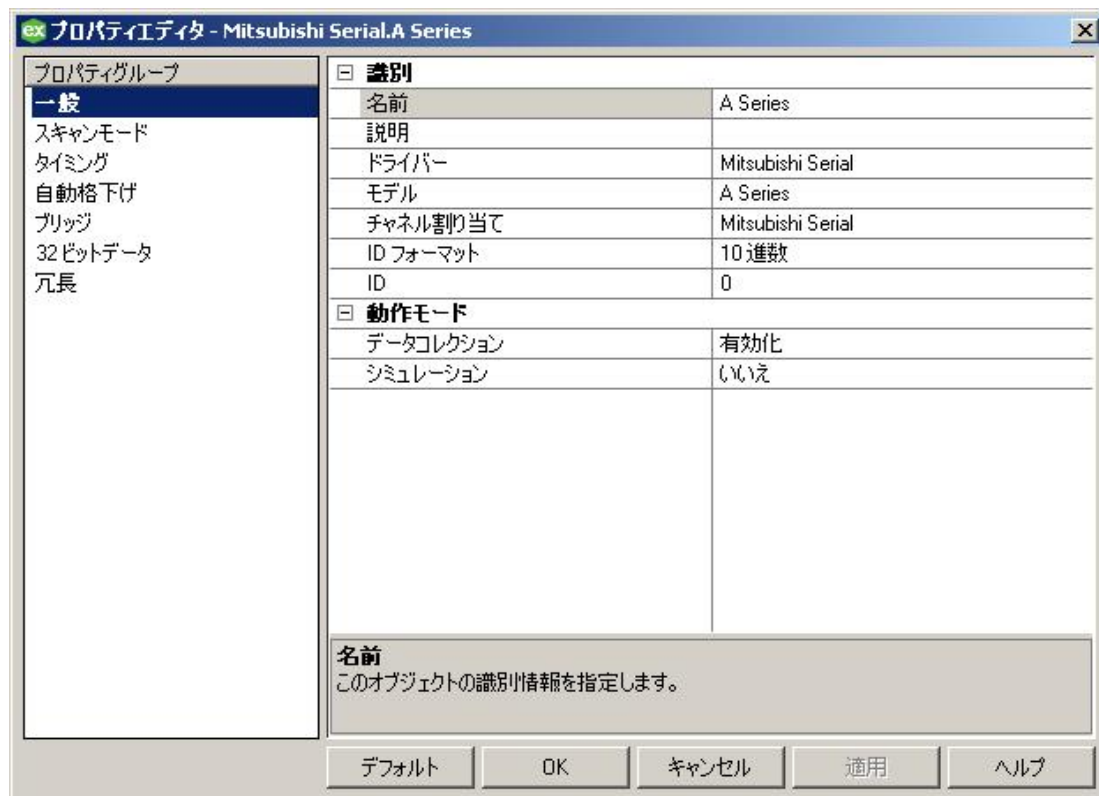 ex プロパティエディタ - Mitsubishi Serial.A Series
プロパティグループ
一般
スキャンモード
タイミング
自動格下げ
ブリッジ
32 ビットデータ
冗長
識別
名前 A Series
説明
ドライバー Mitsubishi Serial
モデル A Series
チャネル割り当て Mitsubishi Serial
ID フォーマット 10 進数
ID 0
動作モード
データコレクション 有効化
シミュレーション いいえ
名前
このオブジェクトの識別情報を指定します。
デフォルト OK キャンセル 適用 ヘルプ